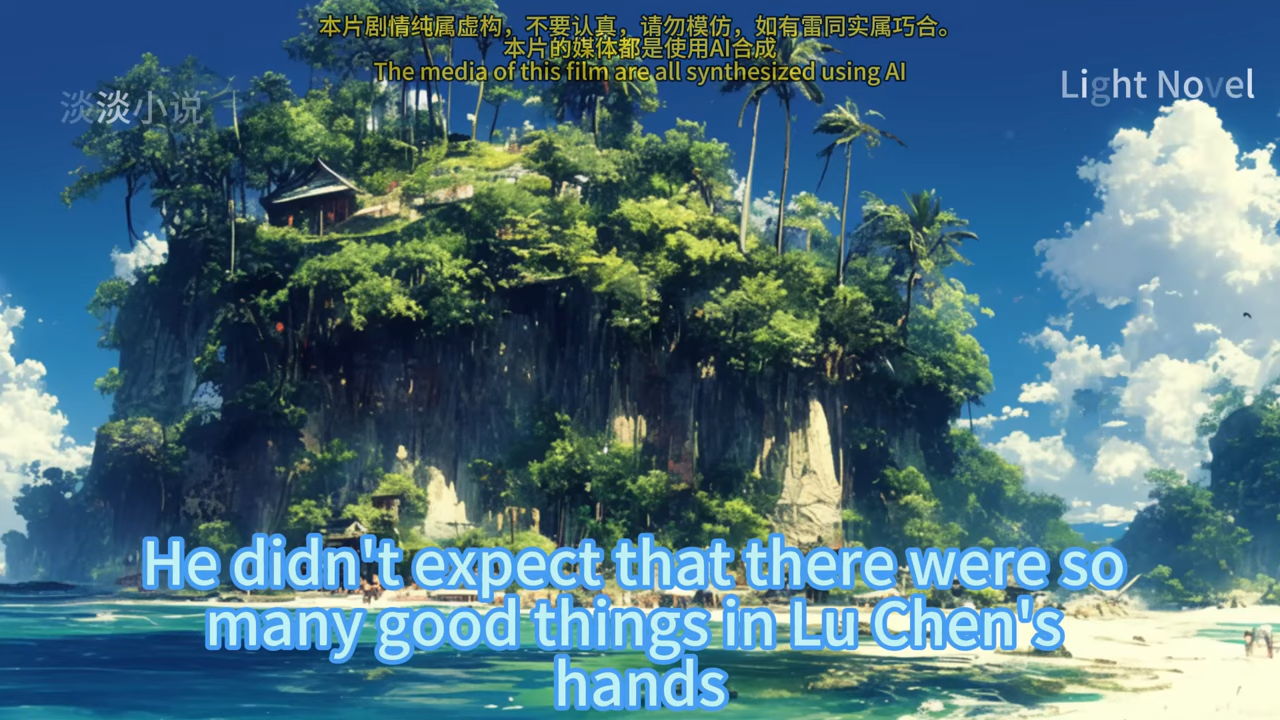 本片剧情纯属虚构，不要认真，请勿模仿，如有雷同实属巧合。
本片的媒体都是使用AI合成
The media of this film are all synthesized using AI
淡淡小说
Light Novel
He didn't expect that there were so
many good things in Lu Chen's
hands